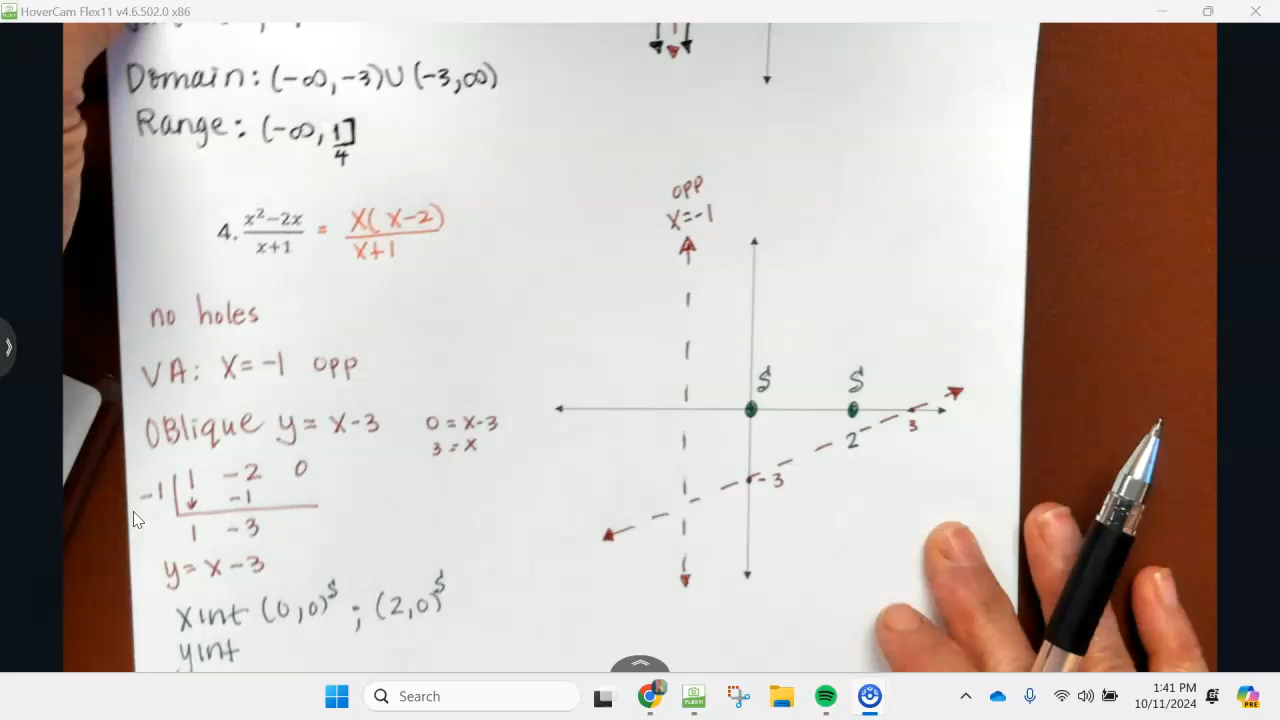 HoverCam Flex11 v4.6.502.0 x86
Domain: (-∞, -3)∪(-3,∞)
Range: (-∞, 1/4]
4. x²-2x/x+1 = x(x-2)/x+1
no holes
VA: x=-1 opp
Oblique y=x-3 0=x-3
3=x
-1 1 -2 0
-1
1 -3
y=x-3
xint (0,0)ˢ ; (2,0)ˢ
yint
opp
x=-1
S S
2 3
-3
FLEX11
Search
1:41 PM
10/11/2024
PRE